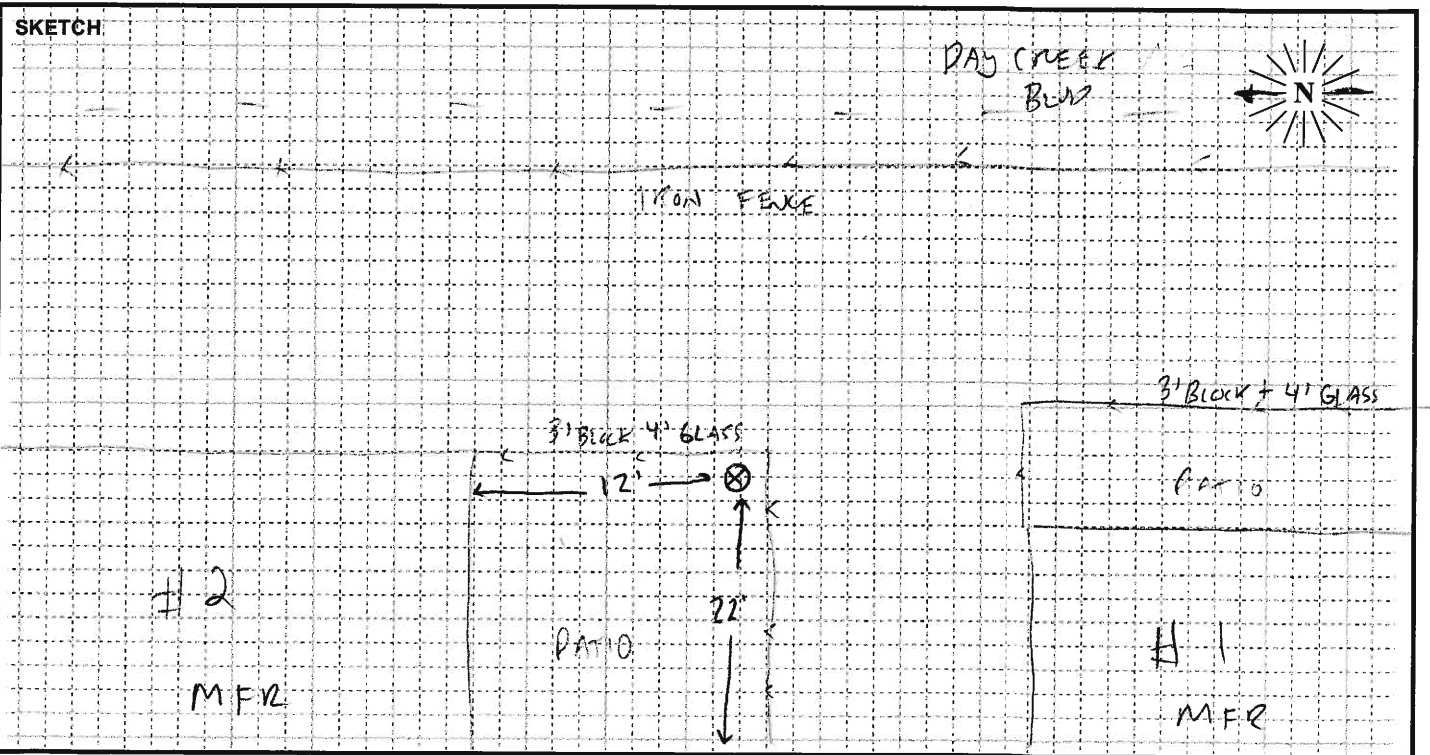 SKETCH
DAY CREEK
BLVD
N
IRON FENCE
3' BLOCK + 4' GLASS
3' BLOCK 4' GLASS
12'
PATIO
# 2
22'
PATIO
# 1
MFR
MFR